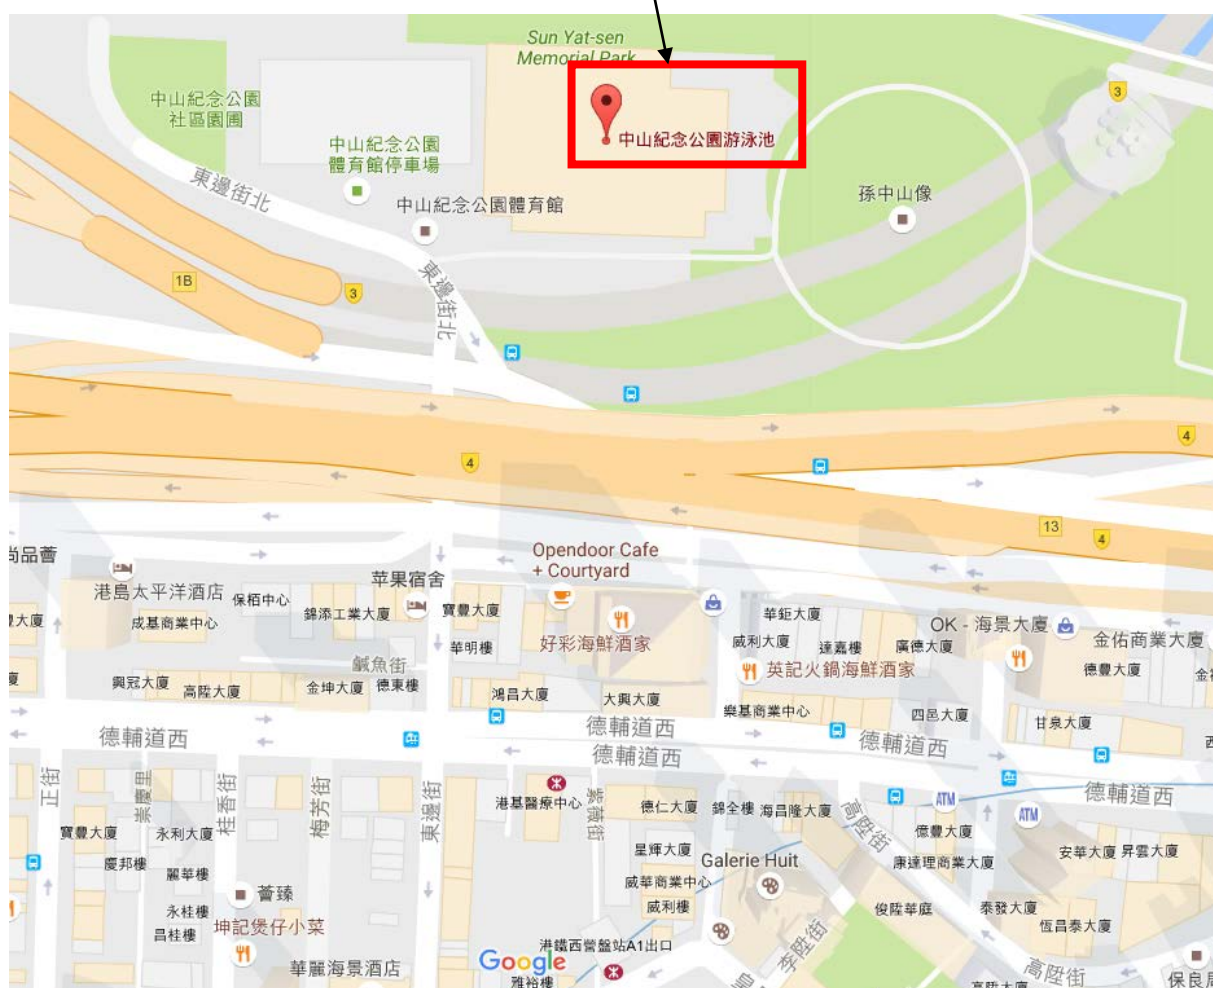 Sun Yat-sen
Memorial Park
3
中山紀念公園
社區園圃
中山紀念公園
體育館停車場
中山紀念公園游泳池
東邊街北
中山紀念公園體育館
孫中山像
1B
3
東邊街北
4
4
13
4
尚品薈
Opendoor Cafe
+ Courtyard
港島太平洋酒店
保栢中心
苹果宿舍
成基商業中心
錦添工業大廈
寶豐大廈
華明樓
好彩海鮮酒家
華鉅大廈
威利大廈
達嘉樓
廣德大廈
OK - 海景大廈
金佑商業大廈
大廈
鹹魚街
英記火鍋海鮮酒家
德豐大廈
廈
興冠大廈
高陞大廈
金坤大廈
德東樓
鴻昌大廈
大興大廈
樂基商業中心
四邑大廈
甘泉大廈
德輔道西
德輔道西
德輔道西
德輔道西
德輔道西
正街
崇慶里
桂香街
梅芳街
東邊街
港基醫療中心
紫薇街
德仁大廈
錦全樓
海昌隆大廈
高陞街
ATM
ATM
寶豐大廈
永利大廈
億豐大廈
慶邦樓
麗華樓
星輝大廈
Galerie Huit
康達理商業大廈
安華大廈
昇雲大廈
威華商業中心
薈臻
永桂樓
威利樓
俊陞華庭
泰發大廈
恆昌泰大廈
昌桂樓
坤記煲仔小菜
港鐵西營盤站A1出口
李陞街
Google
華麗海景酒店
雅裕樓
高陞街
高陞大廈
保良局